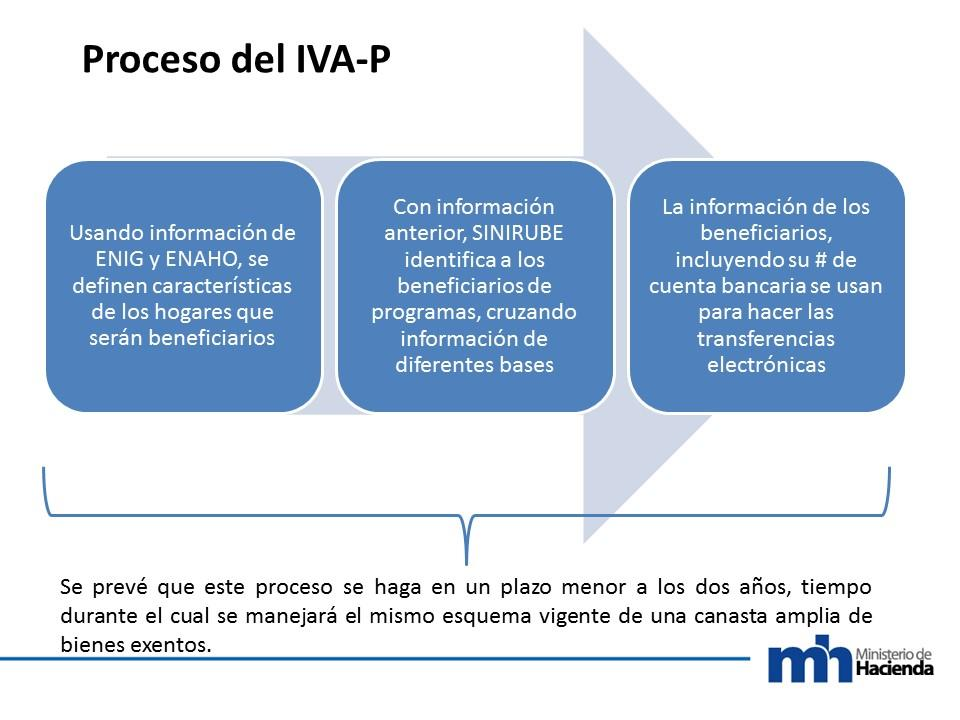 Proceso del IVA-P
Usando información de
ENIG y ENAHO, se
definen características
de los hogares que
serán beneficiarios
Con información
anterior, SINIRUBE
identifica a los
beneficiarios de
programas, cruzando
información de
diferentes bases
La información de los
beneficiarios,
incluyendo su # de
cuenta bancaria se usan
para hacer las
transferencias
electrónicas
Se prevé que este proceso se haga en un plazo menor a los dos años, tiempo
durante el cual se manejará el mismo esquema vigente de una canasta amplia de
bienes exentos.
mh Ministerio de
Hacienda